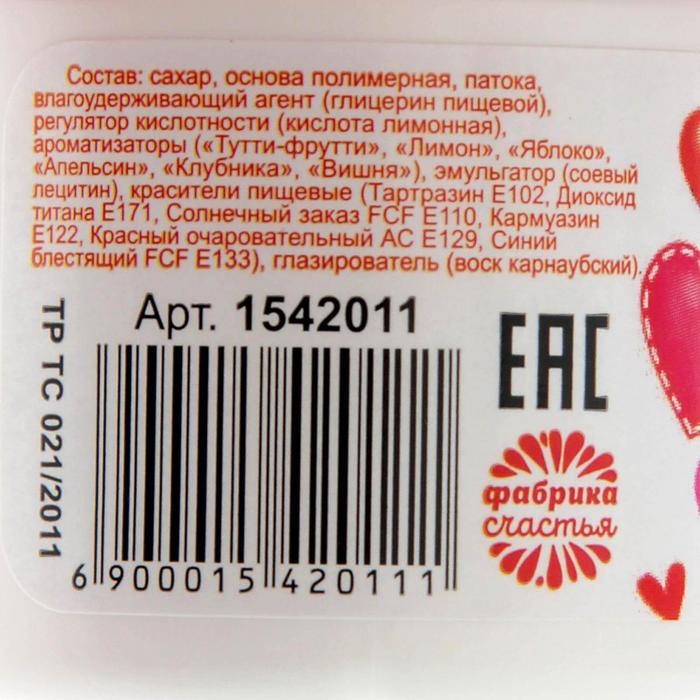 Состав: сахар, основа полимерная, патока,
влагоудерживающий агент (глицерин пищевой),
регулятор кислотности (кислота лимонная),
ароматизаторы («Тутти-фрутти», «Лимон», «Яблоко»,
«Апельсин», «Клубника», «Вишня»), эмульгатор (соевый
лецитин), красители пищевые (Тартразин Е102, Диоксид
титана Е171, Солнечный заказ FCF Е110, Кармуазин
Е122, Красный очаровательный АС Е129, Синий
блестящий FCF Е133), глазирователь (воск карнаубский).
Арт. 1542011
ТР ТС 021/2011
ЕАС
фабрика
счастья
6 900015 420111